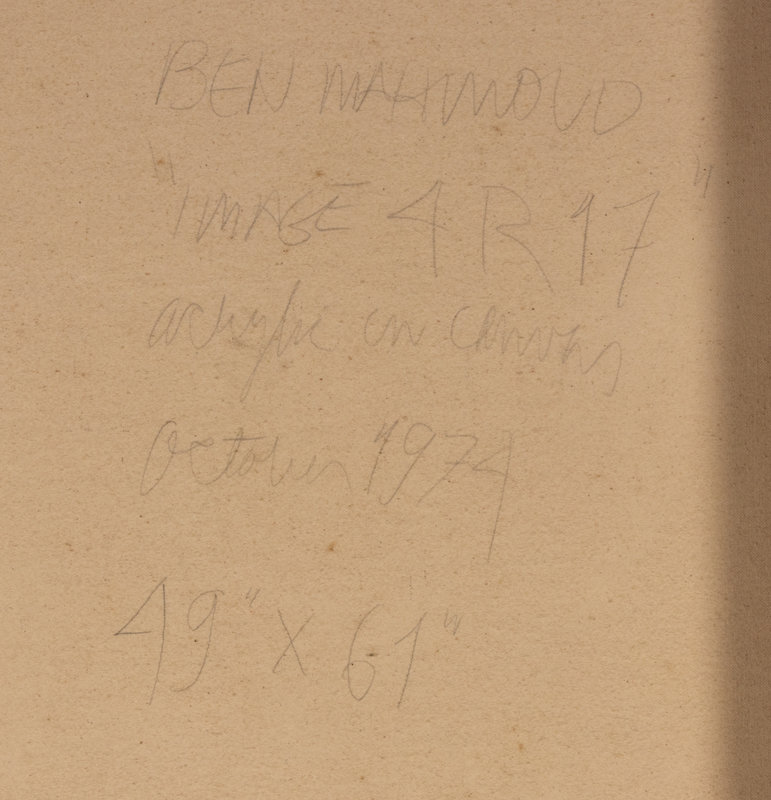 BEN MAHMOUD
"IMAGE 4 R 17"
acrylic on canvas
October 1974
49" X 61"